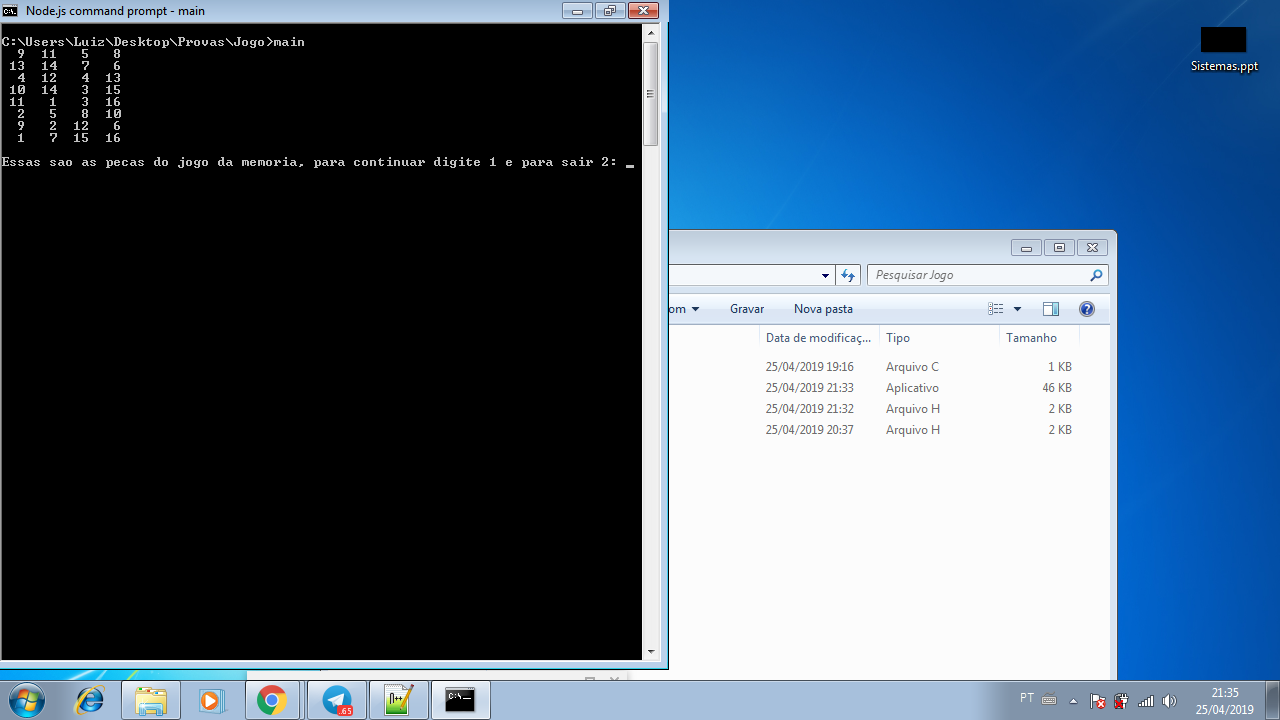 Node.js command prompt - main
C:\Users\Luiz\Desktop\Provas\Jogo>main
9 11 5 8
13 14 7 6
4 12 4 13
10 14 3 15
11 1 3 16
2 5 8 10
9 2 12 6
1 7 15 16
Essas sao as pecas do jogo da memoria, para continuar digite 1 e para sair 2: _
Sistemas.ppt
Pesquisar Jogo
om Gravar Nova pasta
Data de modificaç... Tipo Tamanho
25/04/2019 19:16 Arquivo C 1 KB
25/04/2019 21:33 Aplicativo 46 KB
25/04/2019 21:32 Arquivo H 2 KB
25/04/2019 20:37 Arquivo H 2 KB
.65
PT
21:35
25/04/2019